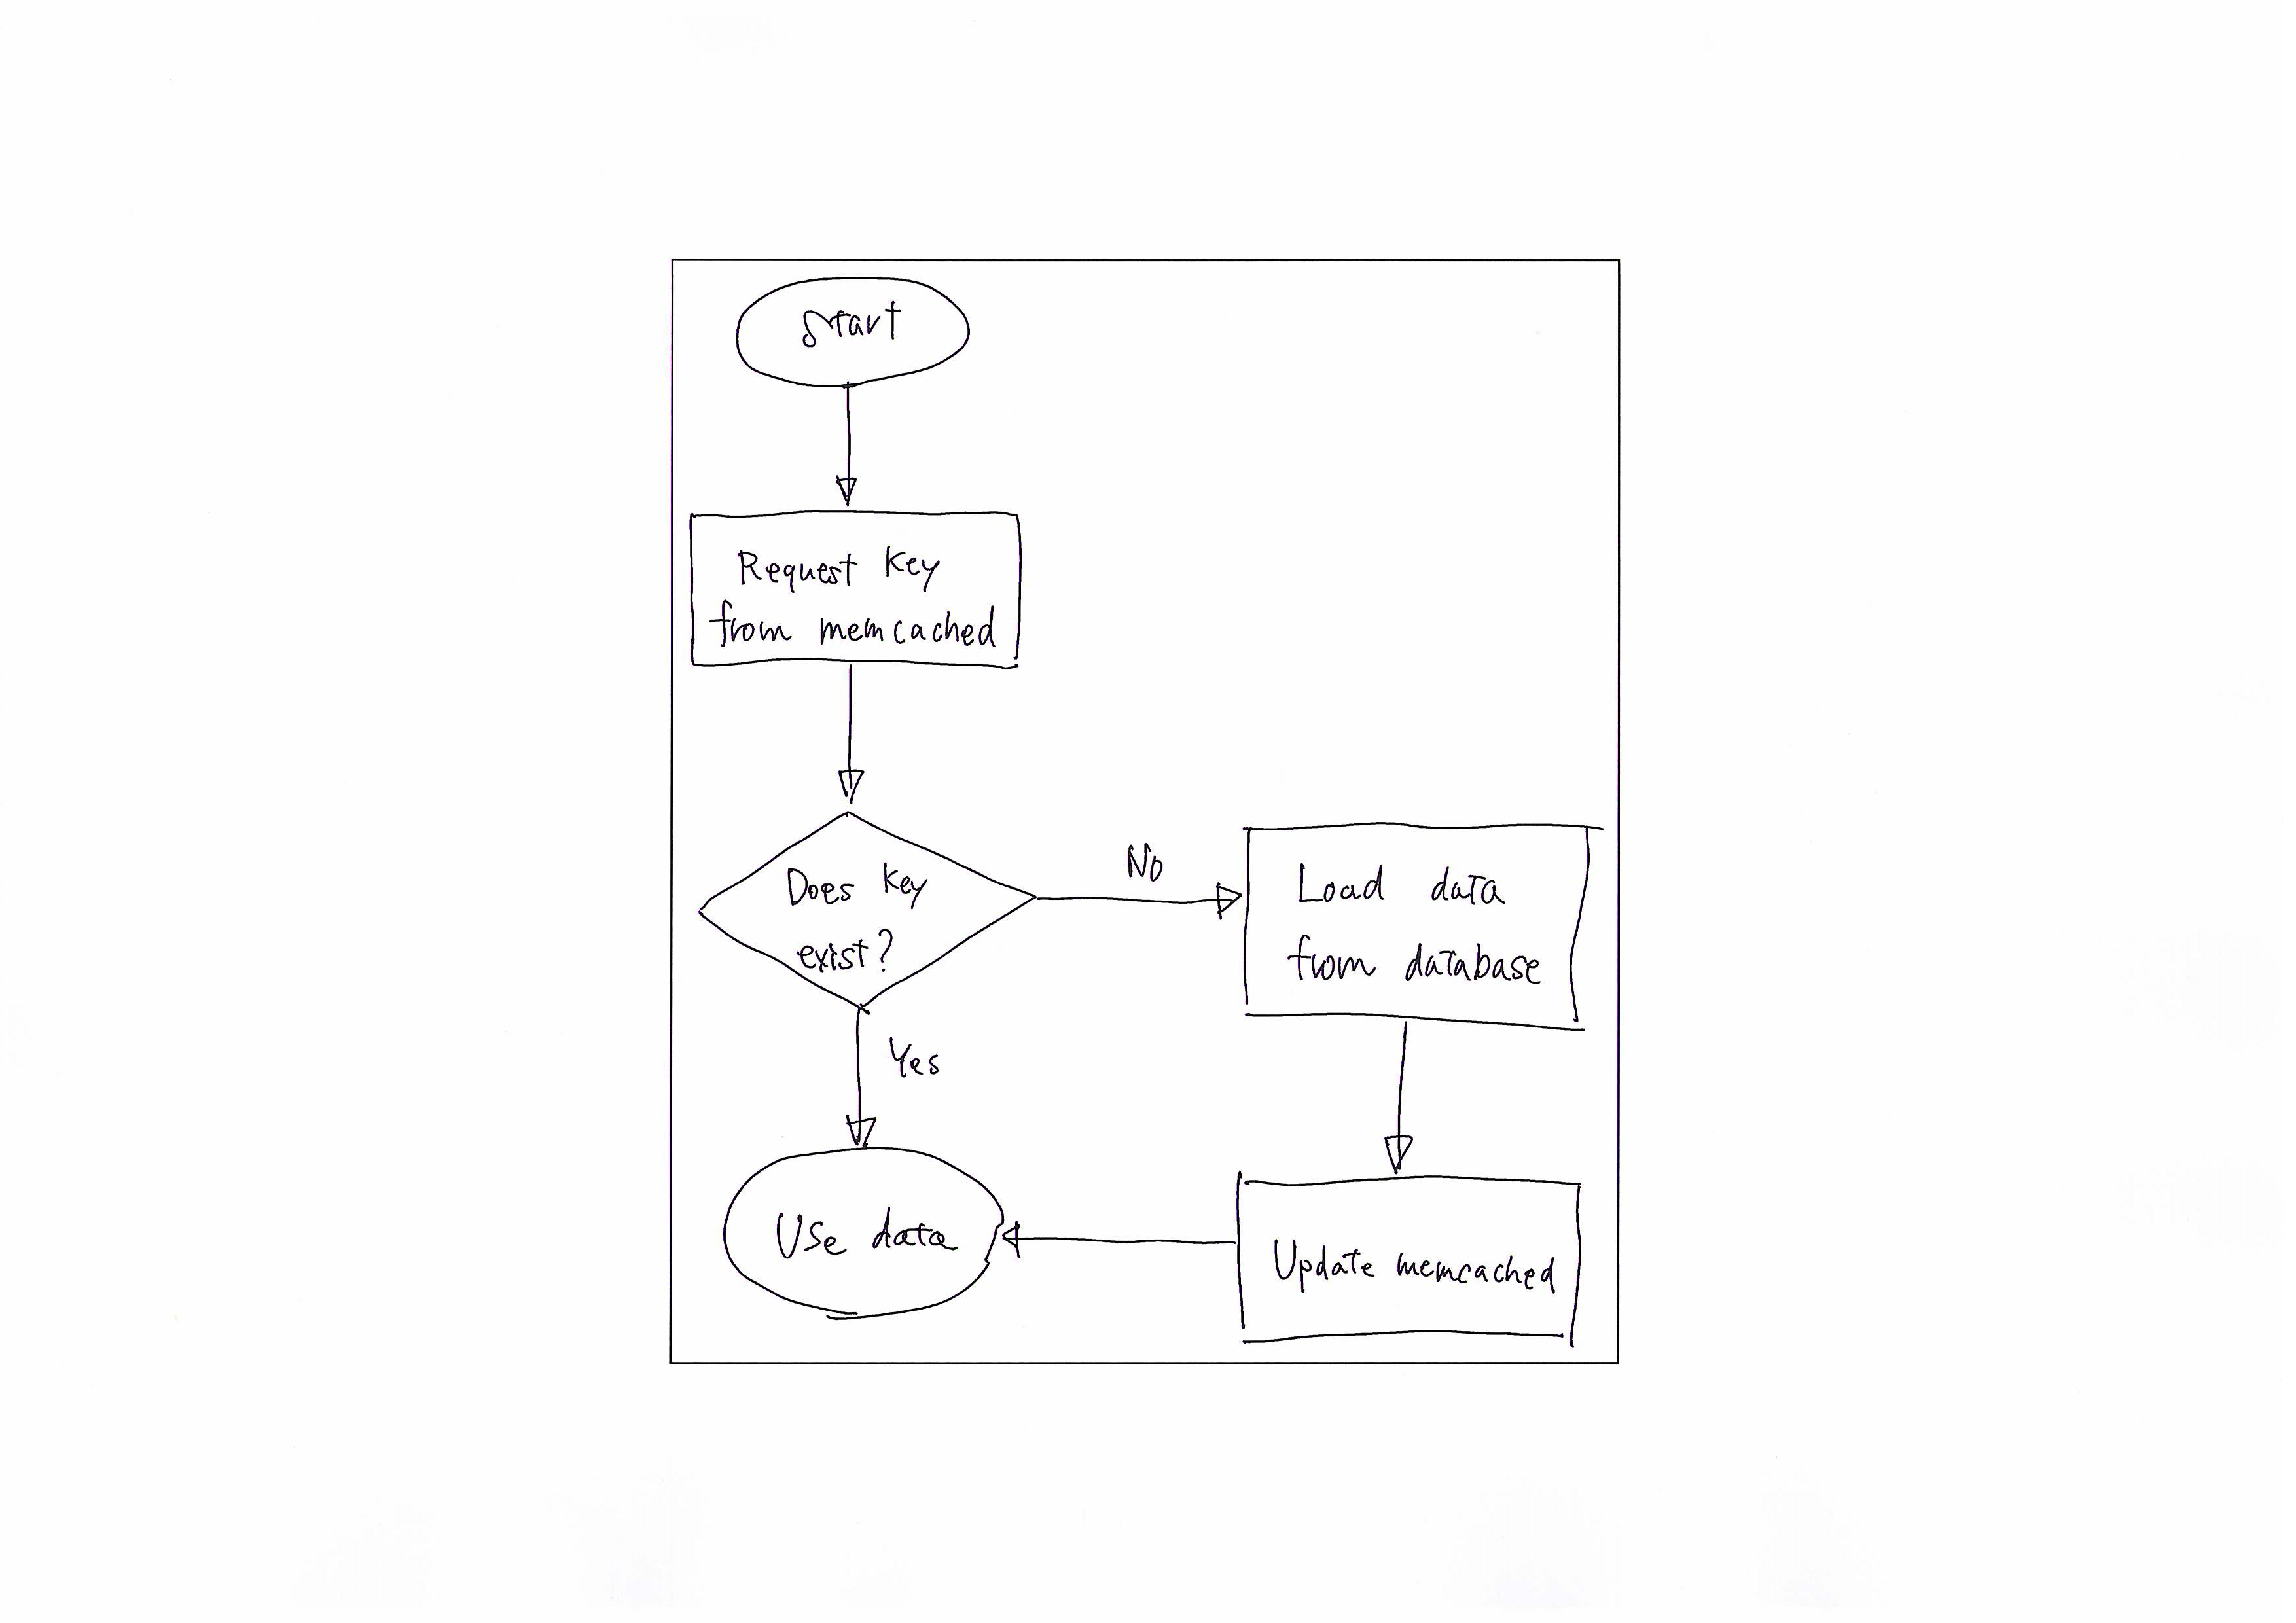 Start
Request key
from memcached
Does key
exist?
No
Load data
from database
Yes
Use data
Update memcached